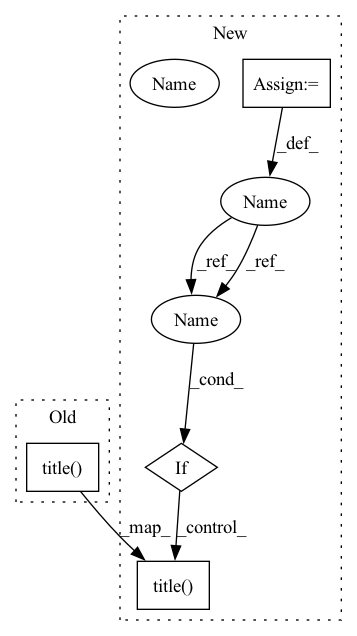 New
Name
Assign:=
_def_
Name
_ref_
_ref_
Name
_cond_
Old
If
title()
_map_
_control_
title()